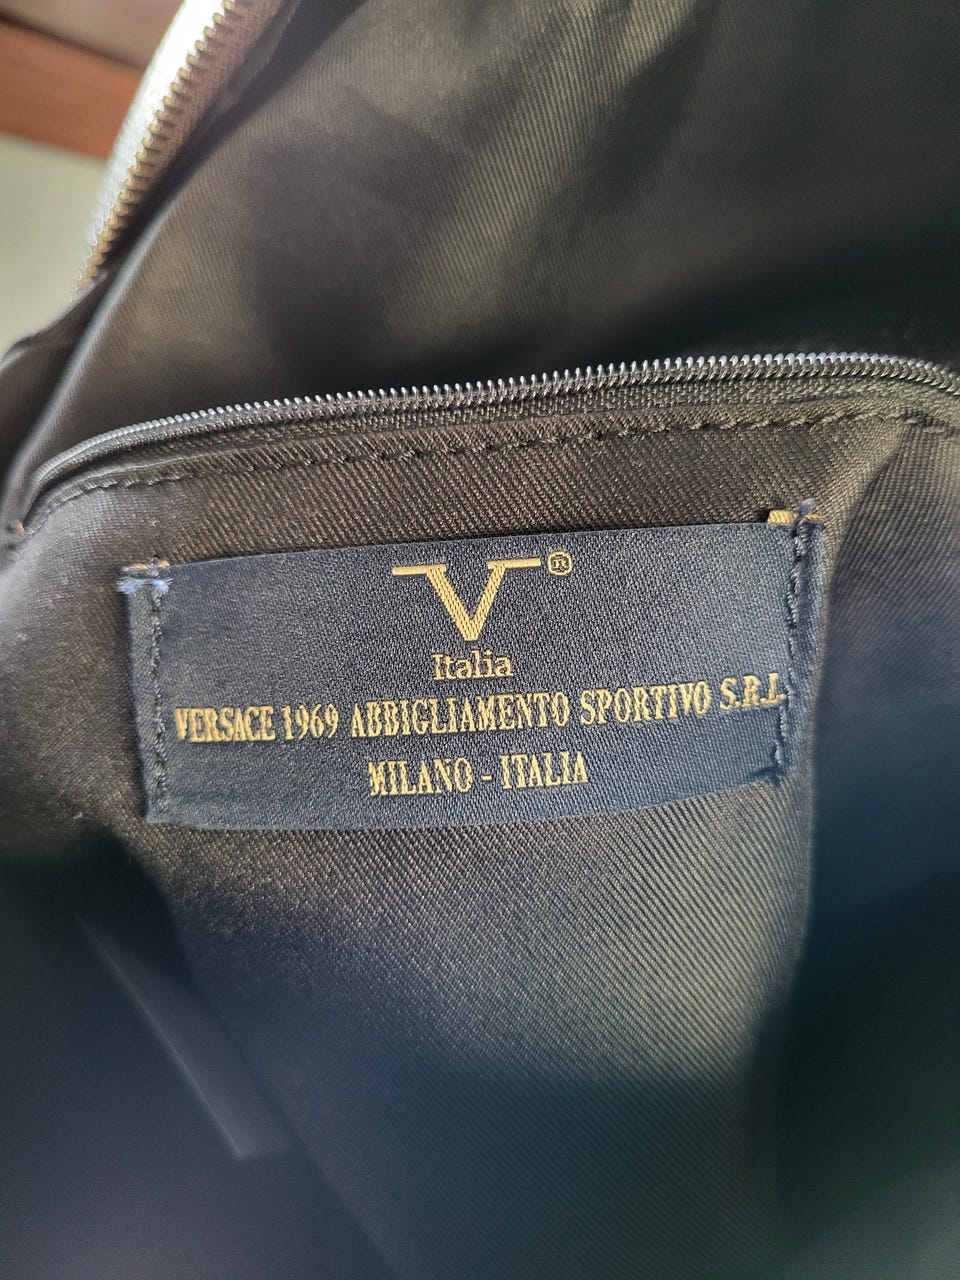 V®
Italia
VERSACE 1969 ABBIGLIAMENTO SPORTIVO S.R.L.
MILANO - ITALIA